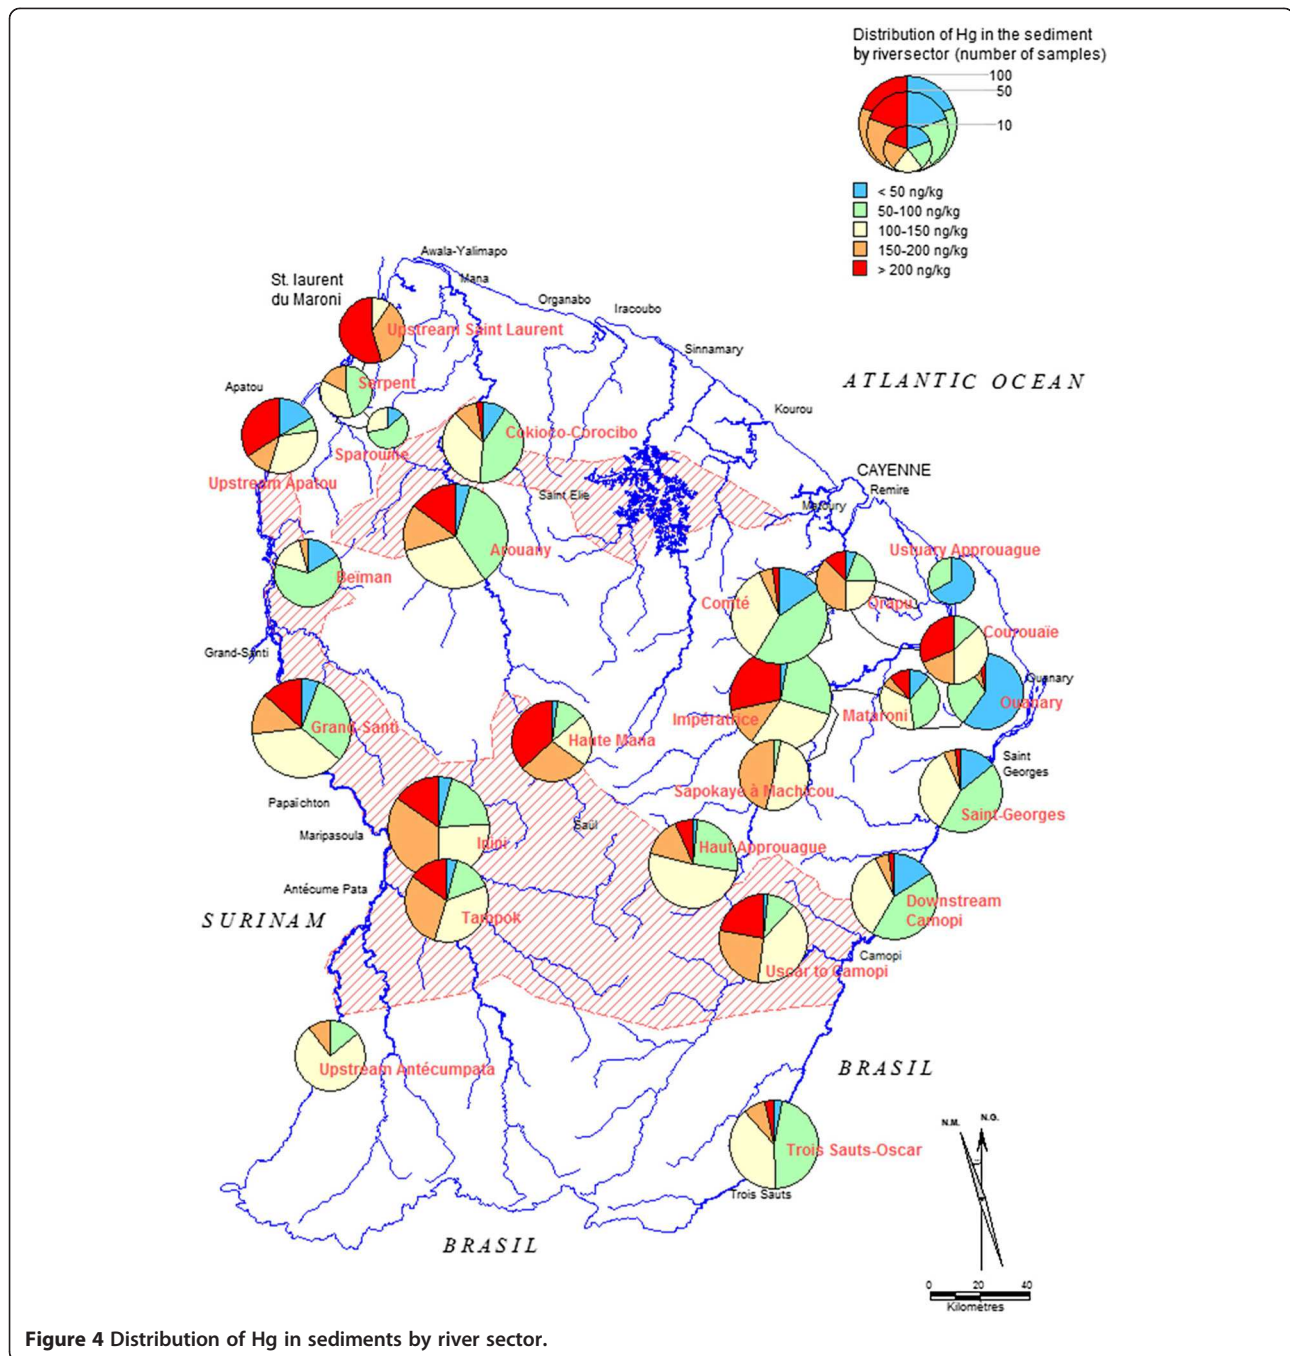 Distribution of Hg in the sediment
by riversector (number of samples)
100
50
10
< 50 ng/kg
50-100 ng/kg
100-150 ng/kg
150-200 ng/kg
> 200 ng/kg
Awala-Yalimapo
Mana
St. laurent
du Maroni
Organabo
Iracoubo
Upstream Saint Laurent
Sinnamary
Serpent
ATLANTIC OCEAN
Apatou
Kourou
Cokioco-Corocibo
Sparouine
CAYENNE
Upstream Apatou
Saint Elie
Remire
Matoury
Arouany
Ustuary Approuague
Beïman
Comté
Orapu
Courouaïe
Grand-Santi
Ouanary
Ouanary
Mataroni
Impératrice
Grand-Santi
Haute Mana
Saint
Georges
Sapokaye à Machicou
Papaïchton
Saint-Georges
Maripasoula
Saül
Inini
Haut Approuague
Antécume Pata
Downstream
Camopi
SURINAM
Tampok
Camopi
Uscar to Camopi
Upstream Antécumpata
BRASIL
N.M.
N.G.
Trois Sauts-Oscar
Trois Sauts
BRASIL
0 20 40
Kilometres
Figure 4 Distribution of Hg in sediments by river sector.